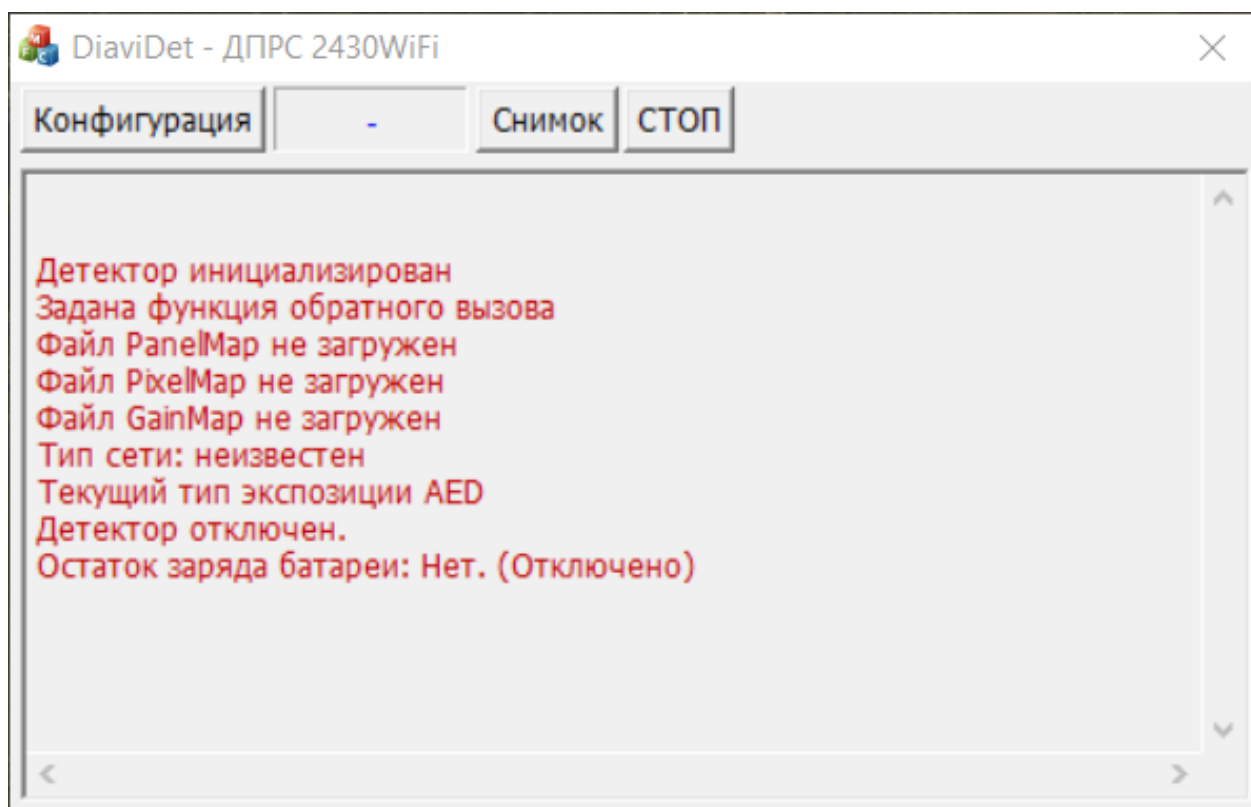 DiaviDet - ДПРС 2430WiFi
Конфигурация - Снимок СТОП
Детектор инициализирован
Задана функция обратного вызова
Файл PanelMap не загружен
Файл PixelMap не загружен
Файл GainMap не загружен
Тип сети: неизвестен
Текущий тип экспозиции AED
Детектор отключен.
Остаток заряда батареи: Нет. (Отключено)